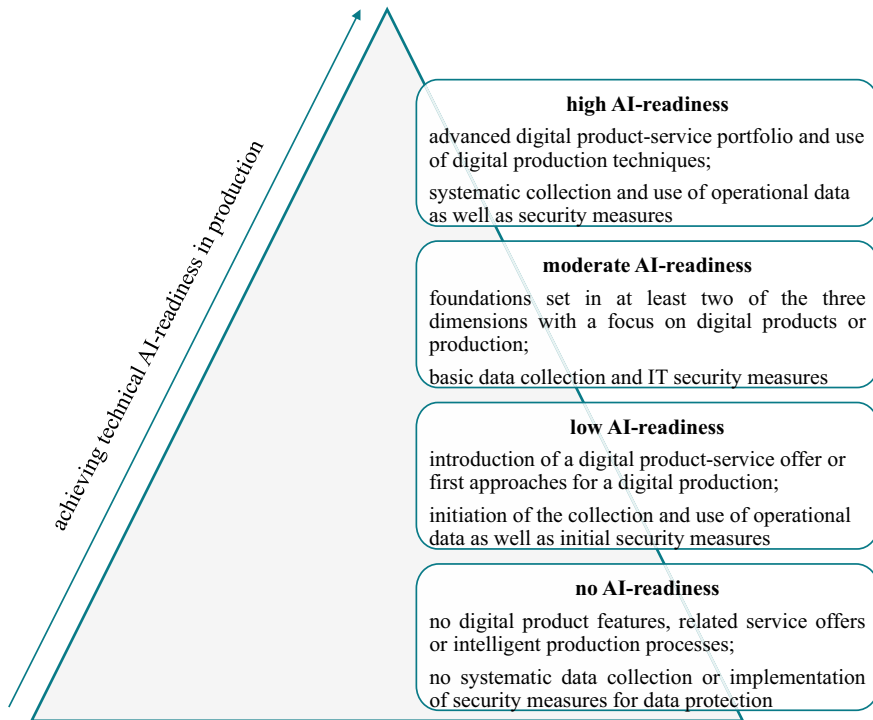 achieving technical AI-readiness in production
high AI-readiness
advanced digital product-service portfolio and use
of digital production techniques;
systematic collection and use of operational data
as well as security measures
moderate AI-readiness
foundations set in at least two of the three
dimensions with a focus on digital products or
production;
basic data collection and IT security measures
low AI-readiness
introduction of a digital product-service offer or
first approaches for a digital production;
initiation of the collection and use of operational
data as well as initial security measures
no AI-readiness
no digital product features, related service offers
or intelligent production processes;
no systematic data collection or implementation
of security measures for data protection